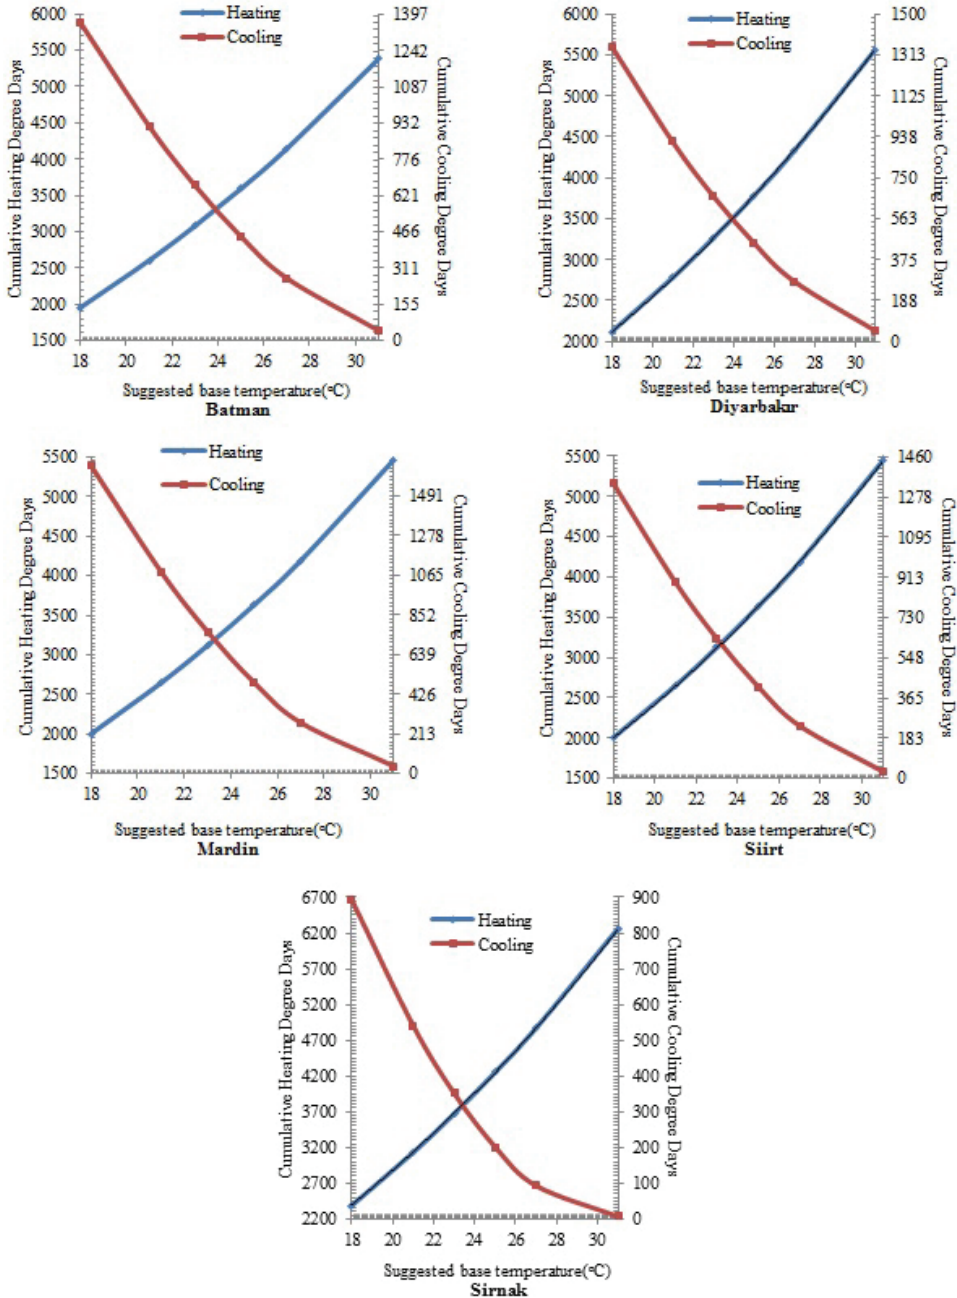 Heating
Cooling
Cumulative Heating Degree Days
6000
5500
5000
4500
4000
3500
3000
2500
2000
1500
1397
1242
1087
932
776
621
466
311
155
0
Cumulative Cooling Degree Days
18 20 22 24 26 28 30
Suggested base temperature(°C)
Batman
Heating
Cooling
Cumulative Heating Degree Days
6000
5500
5000
4500
4000
3500
3000
2500
2000
1500
1313
1125
938
750
563
375
188
0
Cumulative Cooling Degree Days
18 20 22 24 26 28 30
Suggested base temperature(°C)
Diyarbakır
Heating
Cooling
Cumulative Heating Degree Days
5500
5000
4500
4000
3500
3000
2500
2000
1500
1491
1278
1065
852
639
426
213
0
Cumulative Cooling Degree Days
18 20 22 24 26 28 30
Suggested base temperature(°C)
Mardin
Heating
Cooling
Cumulative Heating Degree Days
5500
5000
4500
4000
3500
3000
2500
2000
1500
1460
1278
1095
913
730
548
365
183
0
Cumulative Cooling Degree Days
18 20 22 24 26 28 30
Suggested base temperature(°C)
Siirt
Heating
Cooling
Cumulative Heating Degree Days
6700
6200
5700
5200
4700
4200
3700
3200
2700
2200
900
800
700
600
500
400
300
200
100
0
Cumulative Cooling Degree Days
18 20 22 24 26 28 30
Suggested base temperature(°C)
Sirnak